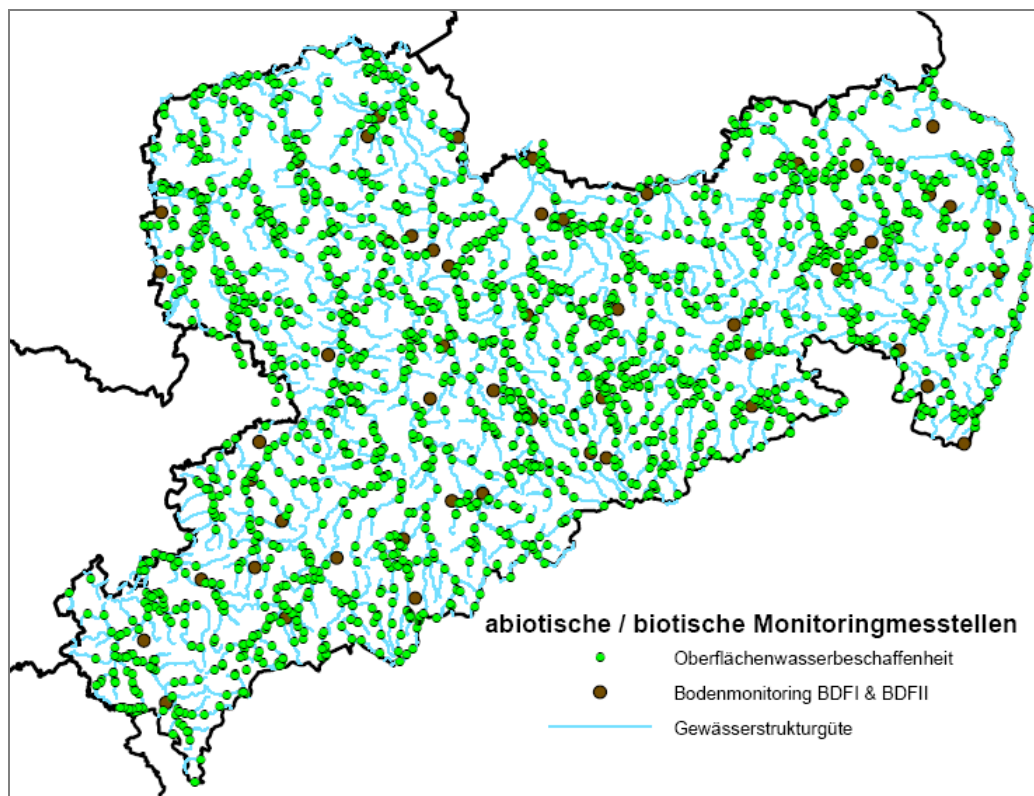 abiotische / biotische Monitoringmesstellen
Oberflächenwasserbeschaffenheit
Bodenmonitoring BDFI & BDFII
Gewässerstrukturgüte